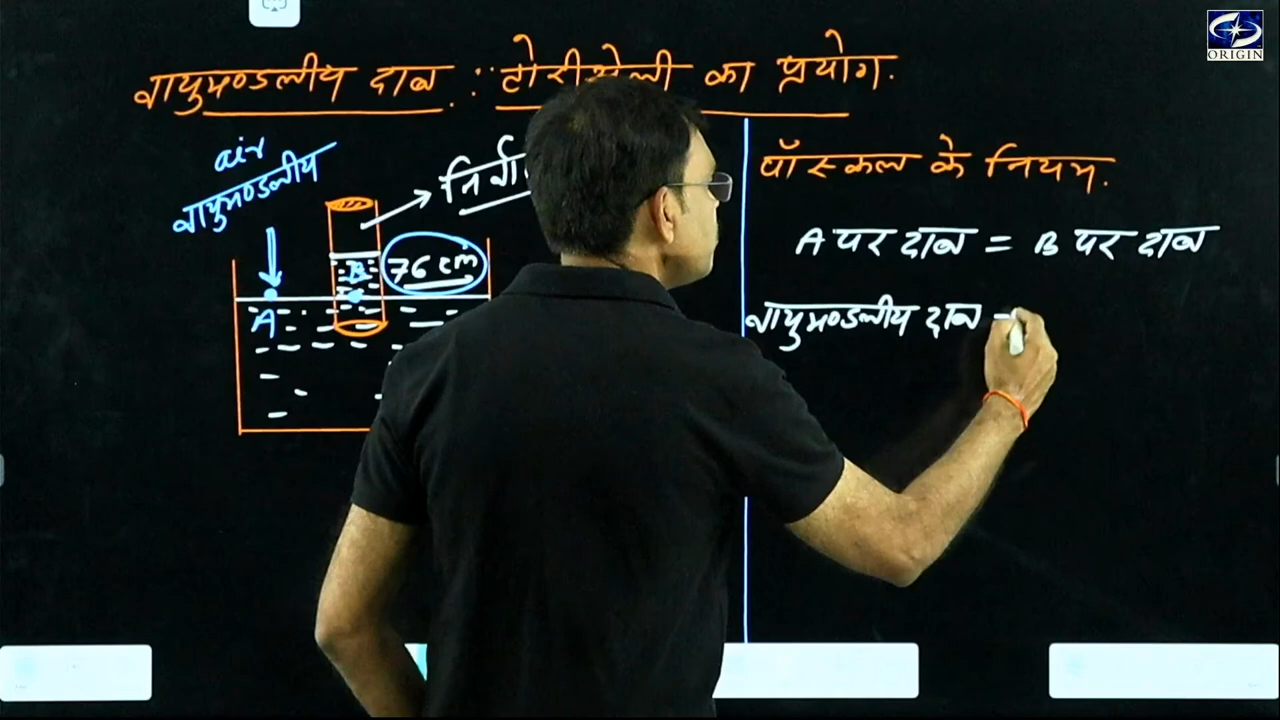 वायुमण्डलीय दाब :: टोरीसेली का प्रयोग.
ORIGIN
air
वायुमण्डलीय
76 cm
A
B
पॉस्कल के नियम.
A पर दाब = B पर दाब
वायुमण्डलीय दाब =